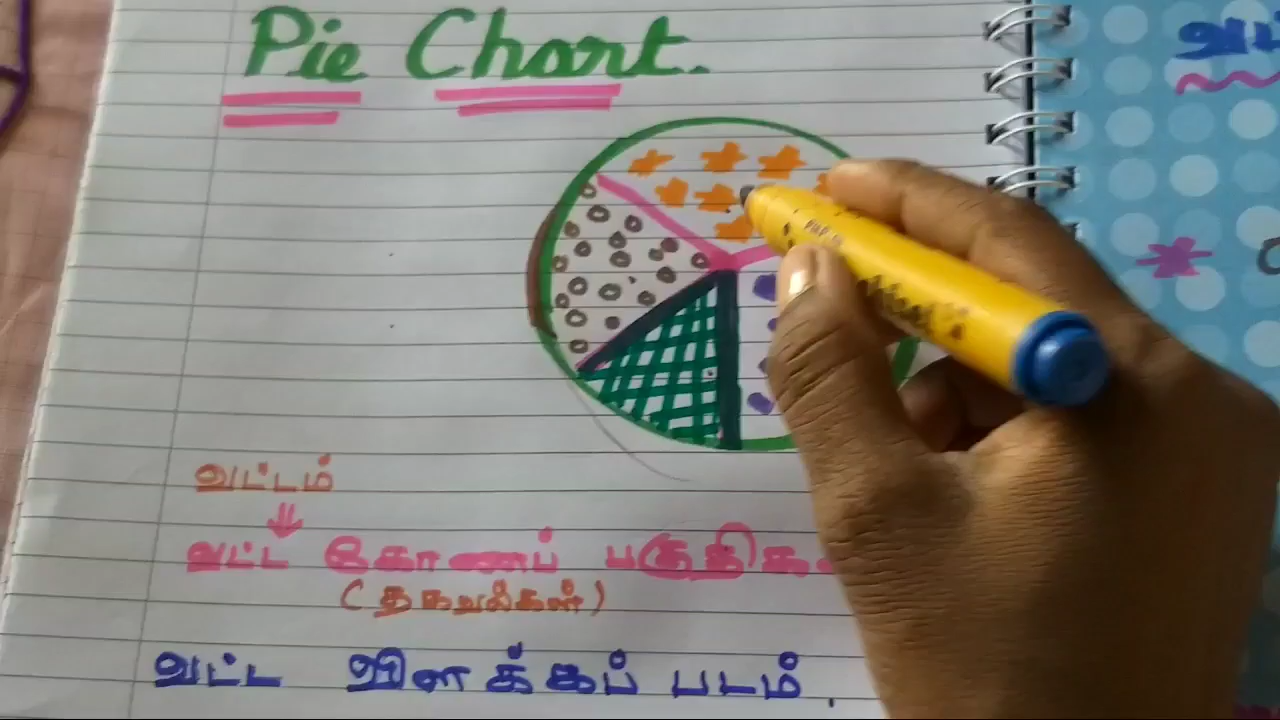 Pie Chart.
வட்டம்
வட்ட கோணப்
(தகவல்கள்)
வட்ட விளக்கப் படம்.